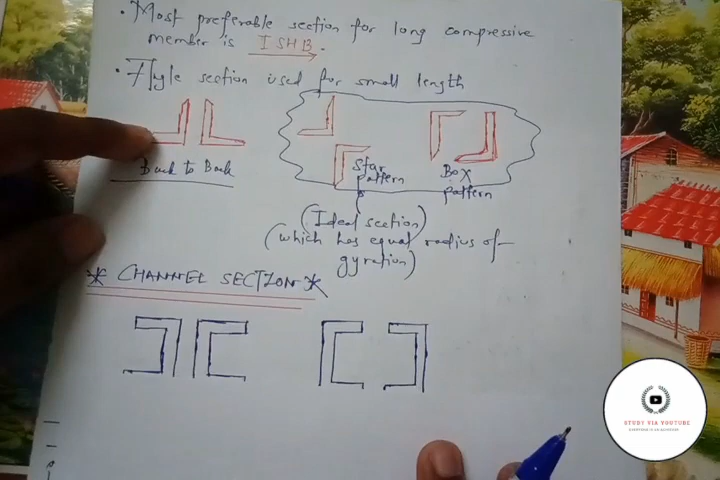 • Most preferable section for long compressive
member is ISHB.
• Angle section used for small length
Back to Back
Star
pattern
Box
pattern
(Ideal section)
(which has equal radius of
gyration)
* CHANNEL SECTION *
STUDY VIA YOUTUBE